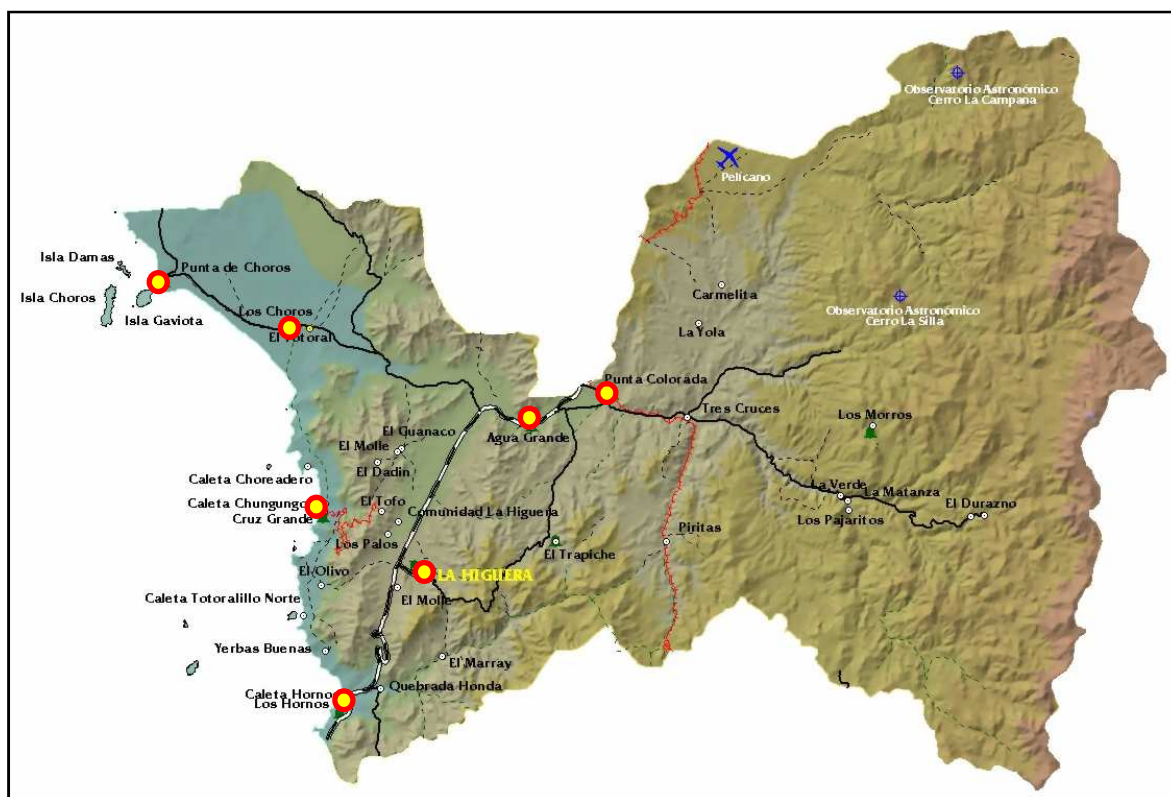 Observatorio Astronómico
Cerro La Campana
Pelícano
Isla Damas
Punta de Choros
Isla Choros
Isla Gaviota
Carmelita
Observatorio Astronómico
Cerro La Silla
Los Choros
La Yola
Punta Colorada
Tres Cruces
Los Morros
El Guanaco
Agua Grande
El Molle
El Dadin
Caleta Choreadero
La Verde
La Matanza
El Durazno
Caleta Chungungo
El Tofo
Cruz Grande
Comunidad La Higuera
Los Pajaritos
Piritas
Los Palos
El Trapiche
El Olivo
LA HIGUERA
Caleta Totoralillo Norte
El Molle
Yerbas Buenas
El Marray
Quebrada Honda
Caleta Horno
Los Hornos